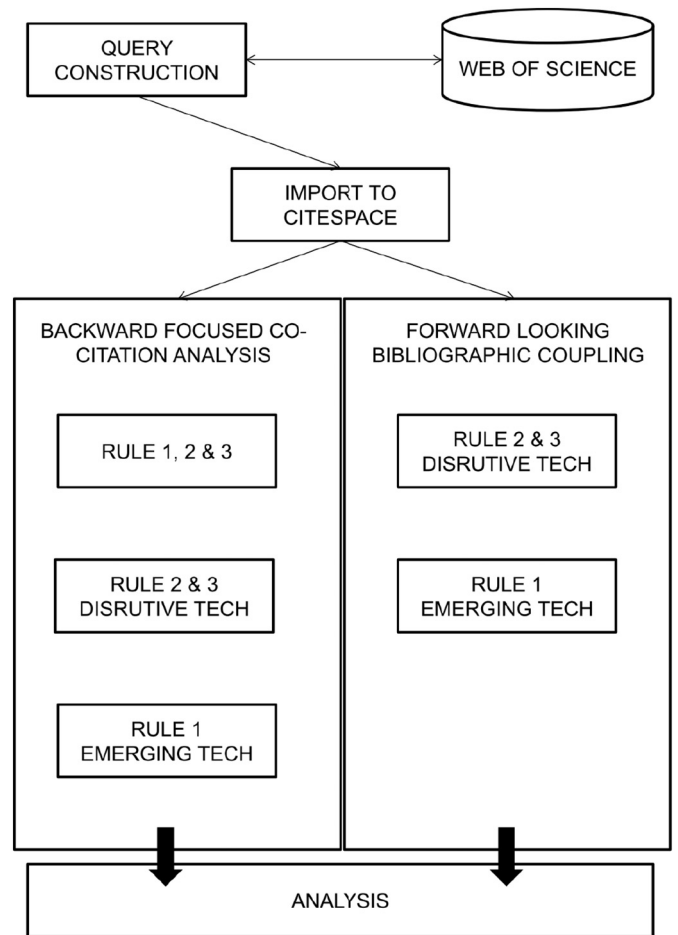 QUERY
CONSTRUCTION
WEB OF SCIENCE
IMPORT TO
CITESPACE
BACKWARD FOCUSED CO-
CITATION ANALYSIS
RULE 1, 2 & 3
RULE 2 & 3
DISRUTIVE TECH
RULE 1
EMERGING TECH
FORWARD LOOKING
BIBLIOGRAPHIC COUPLING
RULE 2 & 3
DISRUTIVE TECH
RULE 1
EMERGING TECH
ANALYSIS